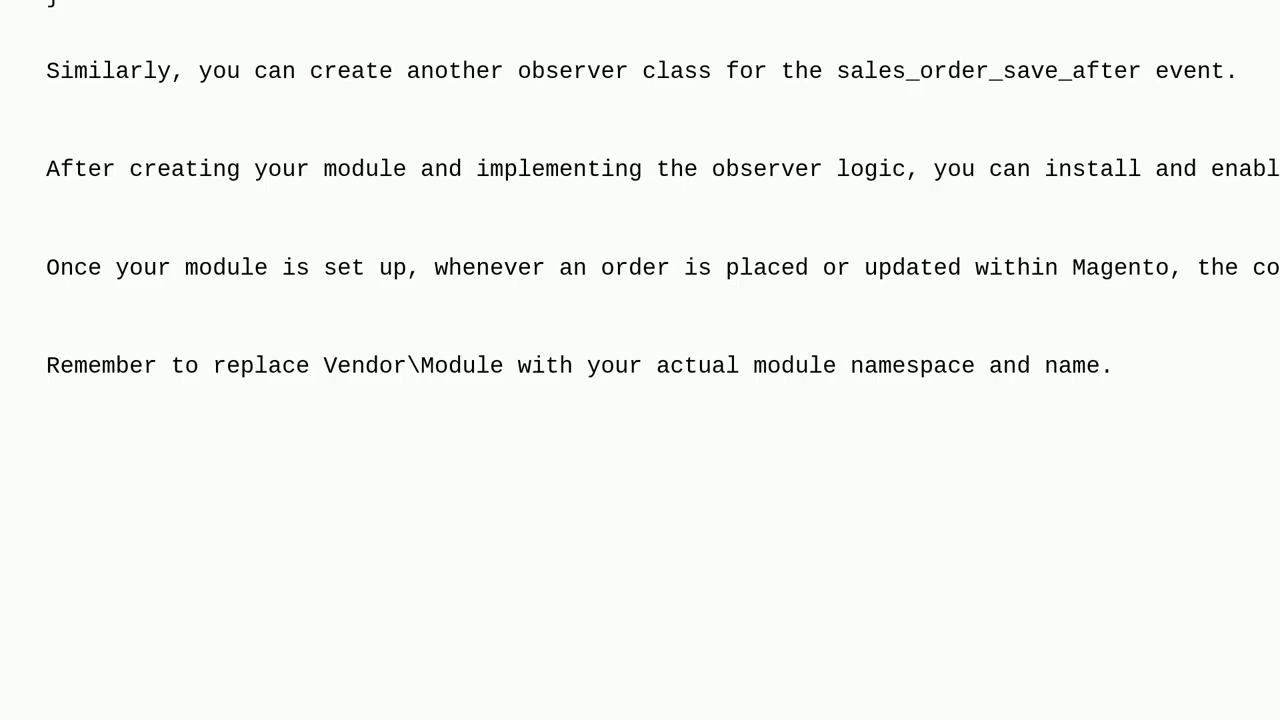 }
Similarly, you can create another observer class for the sales_order_save_after event.
After creating your module and implementing the observer logic, you can install and
Once your module is set up, whenever an order is placed or updated within Magento, the
Remember to replace Vendor\Module with your actual module namespace and name.